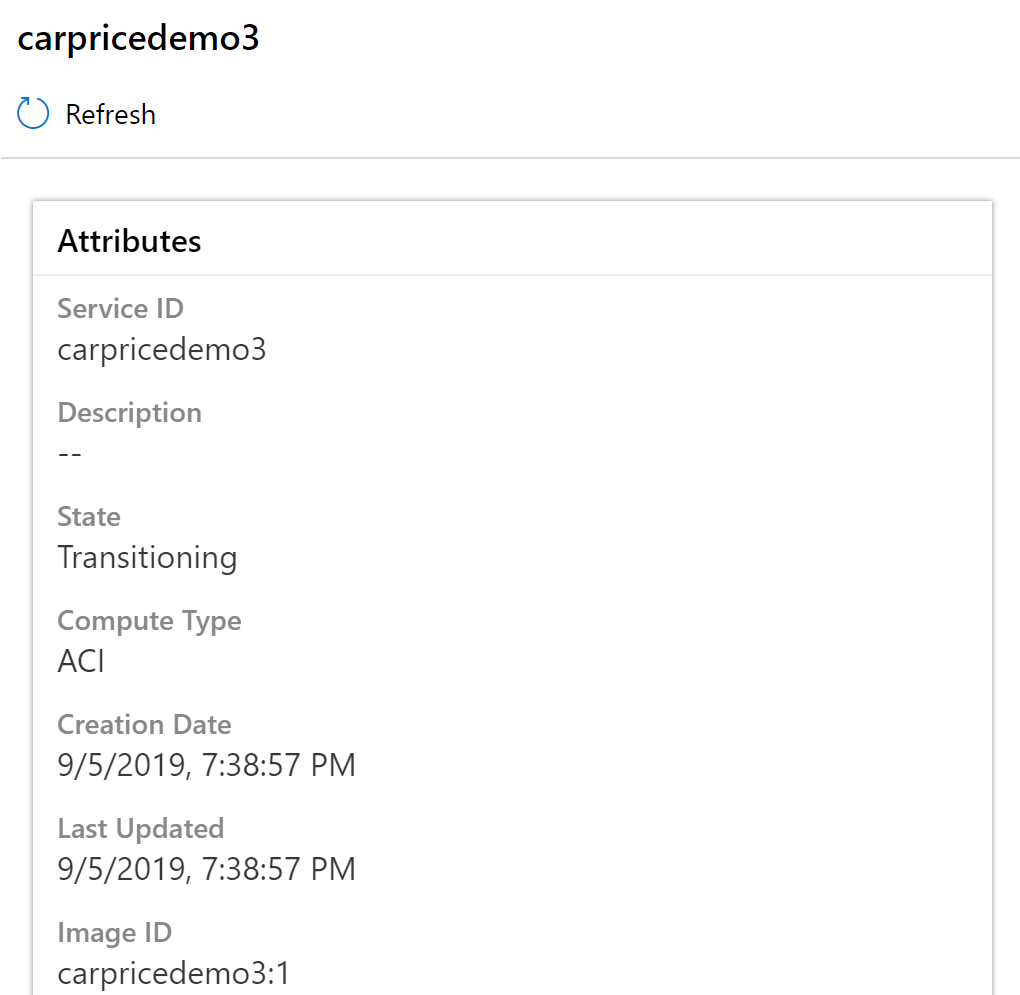 carpricedemo3
Refresh
Attributes
Service ID
carpricedemo3
Description
--
State
Transitioning
Compute Type
ACI
Creation Date
9/5/2019, 7:38:57 PM
Last Updated
9/5/2019, 7:38:57 PM
Image ID
carpricedemo3:1